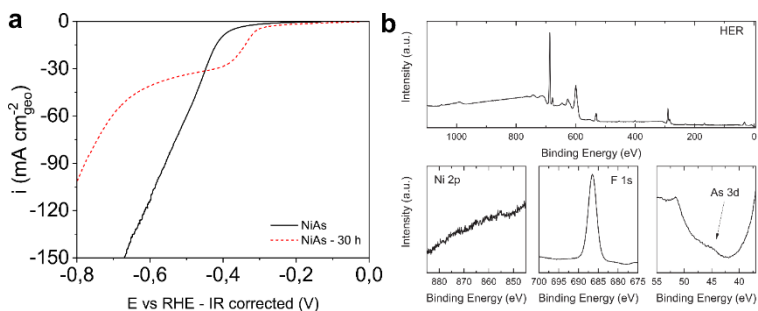 a
0
-30
-60
-90
-120
-150
i (mA cm⁻²geo)
NiAs
NiAs - 30 h
-0,8 -0,6 -0,4 -0,2 0,0
E vs RHE - IR corrected (V)
b
HER
Intensity (a.u.)
1000 800 600 400 200 0
Binding Energy (eV)
Intensity (a.u.)
Ni 2p
880 870 860 850
Binding Energy (eV)
F 1s
700 695 690 685 680 675
Binding Energy (eV)
As 3d
55 50 45 40
Binding Energy (eV)